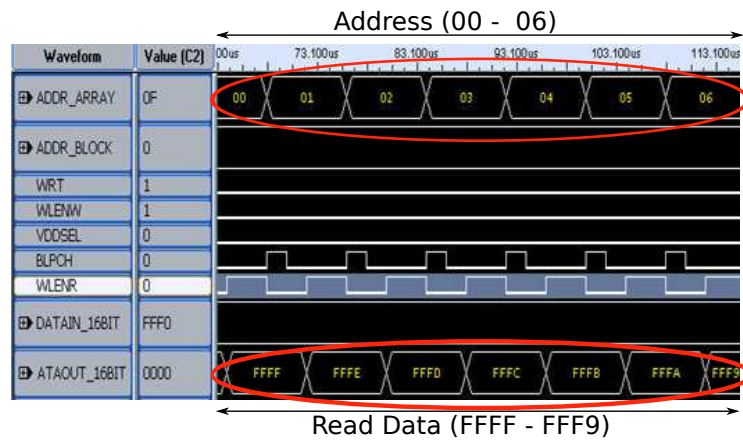 Address (00 - 06)
Waveform Value (C2) 00us 73.100us 83.100us 93.100us 103.100us 113.100us
ADDR_ARRAY 0F 00 01 02 03 04 05 06
ADDR_BLOCK 0
WRT 1
WLENW 1
VDDSEL 0
BLPCH 0
WLENR 0
DATAIN_16BIT FFF0
ATAOUT_16BIT 0000 FFFF FFFE FFFD FFFC FFFB FFFA FFF9
Read Data (FFFF - FFF9)